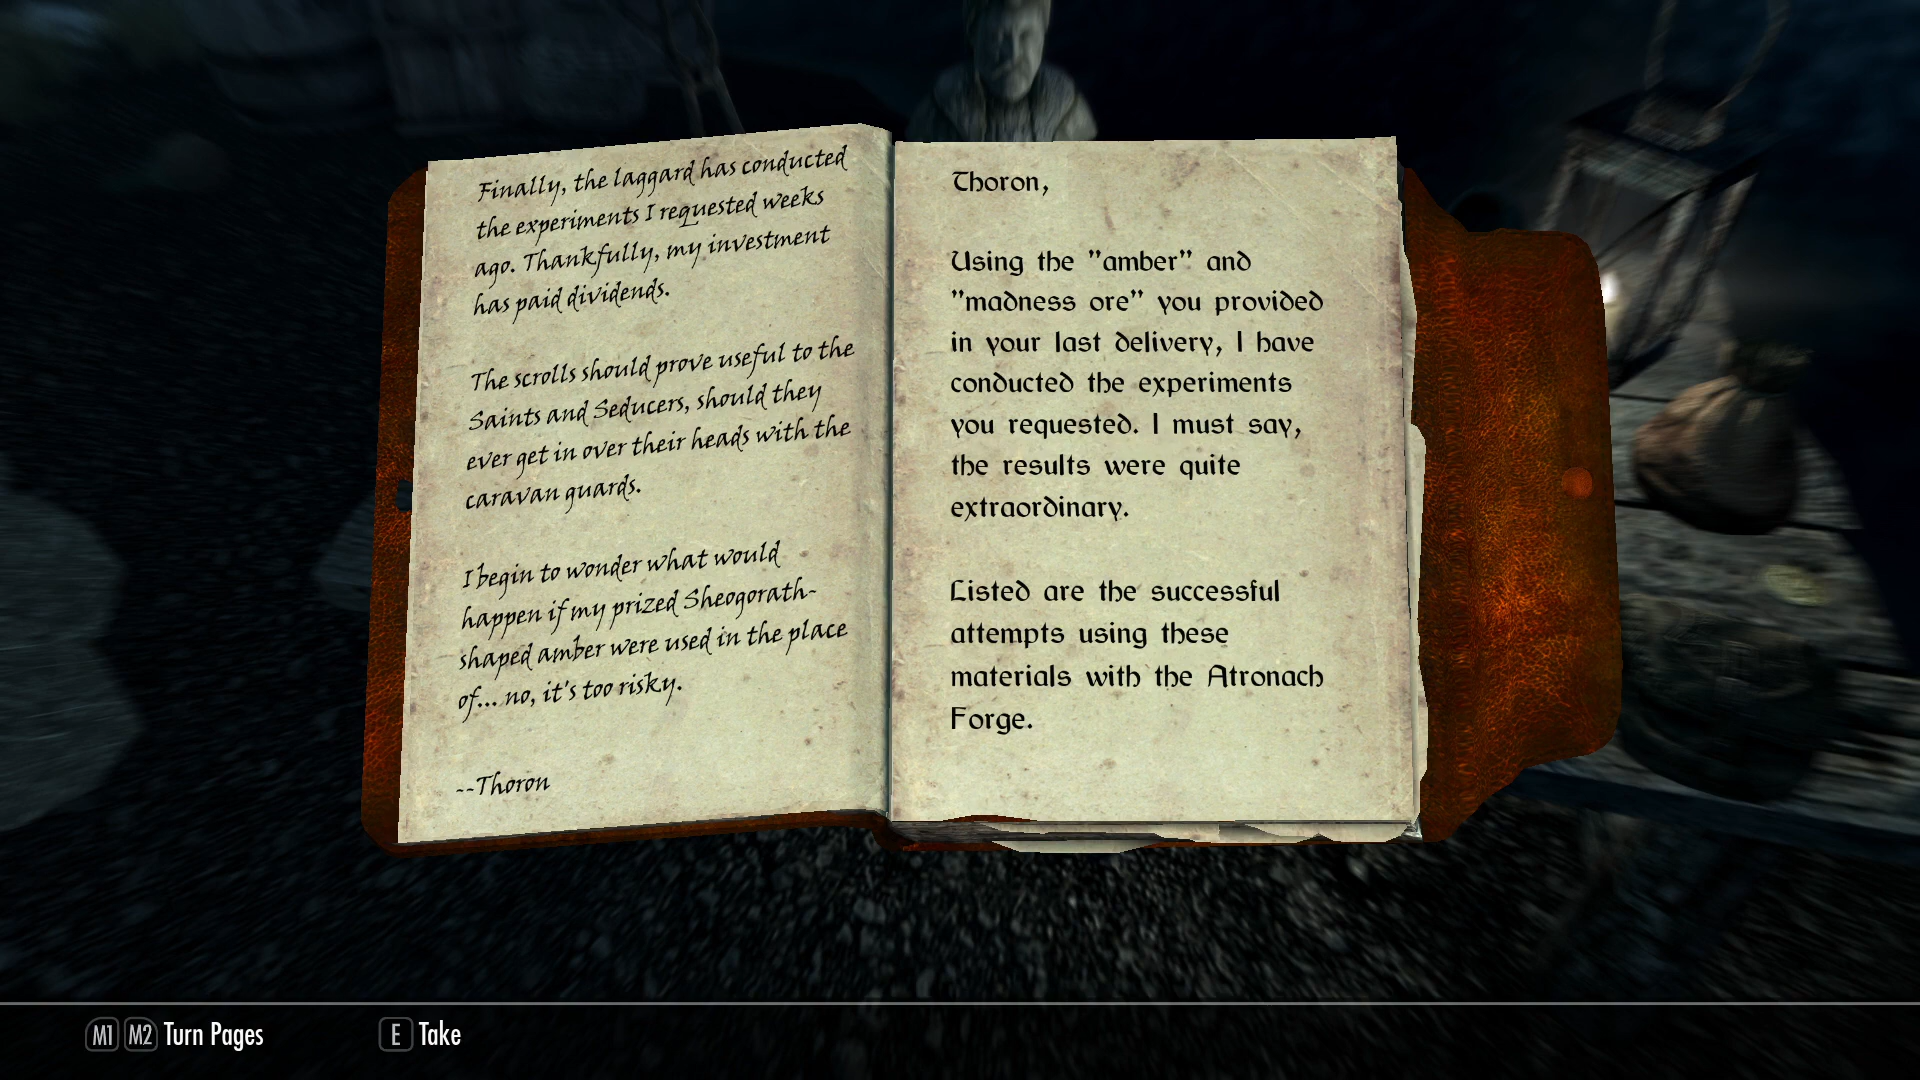 Finally, the laggard has conducted
the experiments I requested weeks
ago. Thankfully, my investment
has paid dividends.
The scrolls should prove useful to the
Saints and Seducers, should they
ever get in over their heads with the
caravan guards.
I begin to wonder what would
happen if my prized Sheogorath-
shaped amber were used in the place
of... no, it's too risky.
--Thoron
Thoron,
Using the "amber" and
"madness ore" you provided
in your last delivery, I have
conducted the experiments
you requested. I must say,
the results were quite
extraordinary.
Listed are the successful
attempts using these
materials with the Atronach
Forge.
M1 M2 Turn Pages
E Take